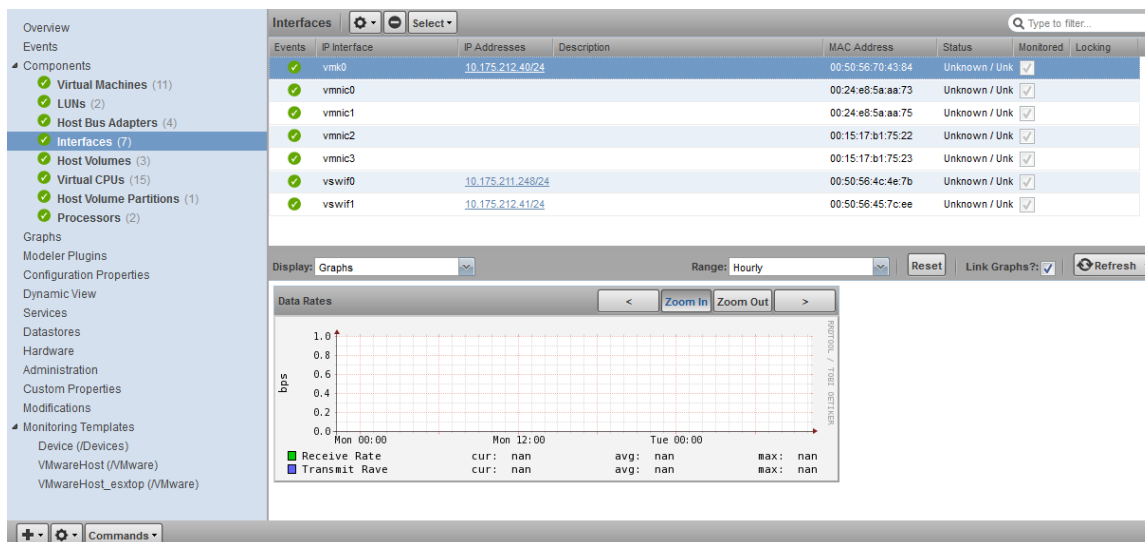 Overview
Events
Components
Virtual Machines (11)
LUNs (2)
Host Bus Adapters (4)
Interfaces (7)
Host Volumes (3)
Virtual CPUs (15)
Host Volume Partitions (1)
Processors (2)
Graphs
Modeler Plugins
Configuration Properties
Dynamic View
Services
Datastores
Hardware
Administration
Custom Properties
Modifications
Monitoring Templates
Device (/Devices)
VMwareHost (/VMware)
VMwareHost_esxtop (/VMware)
Commands
Interfaces Select Type to filter...
Events IP Interface IP Addresses Description MAC Address Status Monitored Locking
vmk0 10.175.212.40/24 00:50:56:70:43:84 Unknown / Unk
vmnic0 00:24:e8:5a:aa:73 Unknown / Unk
vmnic1 00:24:e8:5a:aa:75 Unknown / Unk
vmnic2 00:15:17:b1:75:22 Unknown / Unk
vmnic3 00:15:17:b1:75:23 Unknown / Unk
vswif0 10.175.211.248/24 00:50:56:4c:4e:7b Unknown / Unk
vswif1 10.175.212.41/24 00:50:56:45:7c:ee Unknown / Unk
Display: Graphs Range: Hourly Reset Link Graphs?: Refresh
Data Rates < Zoom In Zoom Out >
1.0
0.8
0.6
0.4
0.2
0.0
bps
Mon 00:00 Mon 12:00 Tue 00:00
Receive Rate cur: nan avg: nan max: nan
Transmit Rave cur: nan avg: nan max: nan
RRDTOOL / TOBI OETIKER